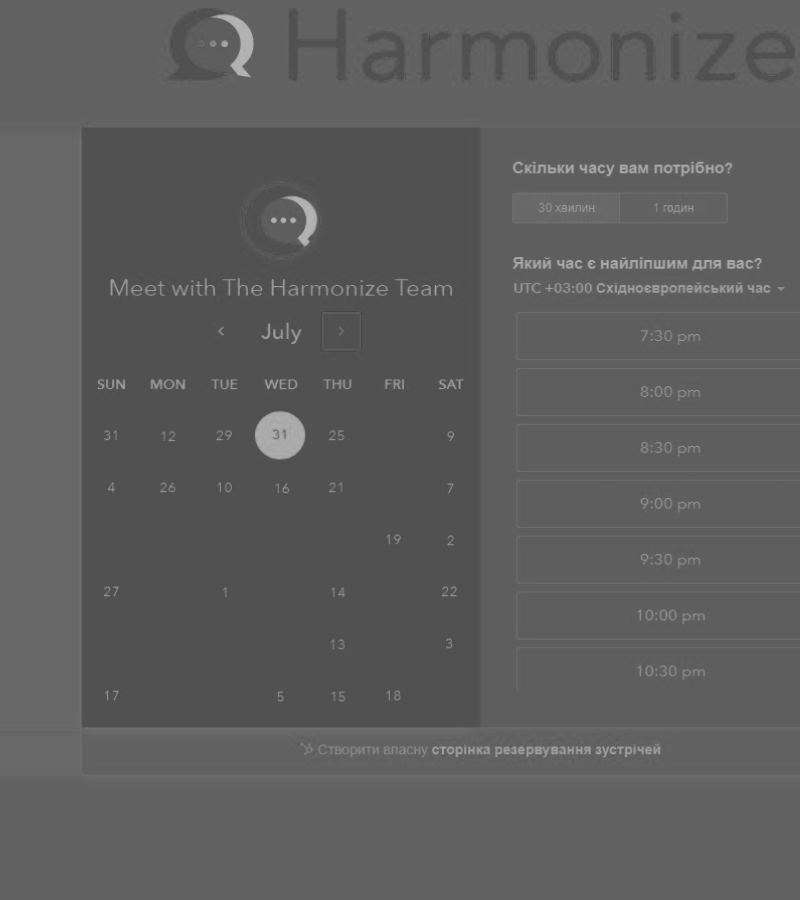 Harmonize
Meet with The Harmonize Team
July
SUN MON TUE WED THU FRI SAT
31 12 29 31 25 9
4 26 10 16 21 7
19 2
27 1 14 22
13 3
17 5 15 18
Скільки часу вам потрібно?
30 хвилин 1 годин
Який час є найліпшим для вас?
UTC +03:00 Східноєвропейський час
7:30 pm
8:00 pm
8:30 pm
9:00 pm
9:30 pm
10:00 pm
10:30 pm
Створити власну сторінка резервування зустрічей